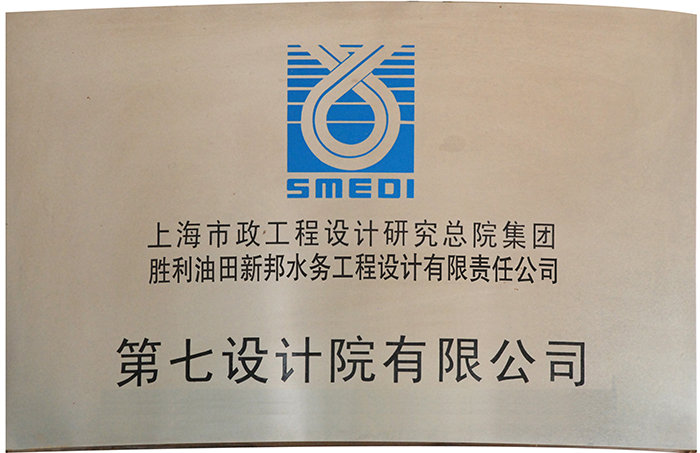 SMEDI
上海市政工程设计研究总院集团
胜利油田新邦水务工程设计有限责任公司
第七设计院有限公司